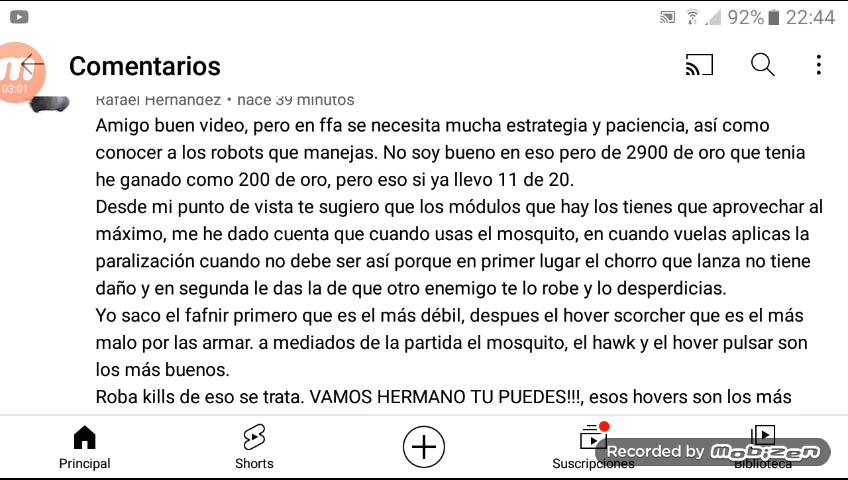 92% 22:44
03:01
Comentarios
Rafael Hernandez • hace 39 minutos
Amigo buen video, pero en ffa se necesita mucha estrategia y paciencia, así como
conocer a los robots que manejas. No soy bueno en eso pero de 2900 de oro que tenia
he ganado como 200 de oro, pero eso si ya llevo 11 de 20.
Desde mi punto de vista te sugiero que los módulos que hay los tienes que aprovechar al
máximo, me he dado cuenta que cuando usas el mosquito, en cuando vuelas aplicas la
paralización cuando no debe ser así porque en primer lugar el chorro que lanza no tiene
daño y en segunda le das la de que otro enemigo te lo robe y lo desperdicias.
Yo saco el fafnir primero que es el más débil, despues el hover scorcher que es el más
malo por las armar. a mediados de la partida el mosquito, el hawk y el hover pulsar son
los más buenos.
Roba kills de eso se trata. VAMOS HERMANO TU PUEDES!!!, esos hovers son los más
Principal
Shorts
Suscripciones
Biblioteca
Recorded by mobizen